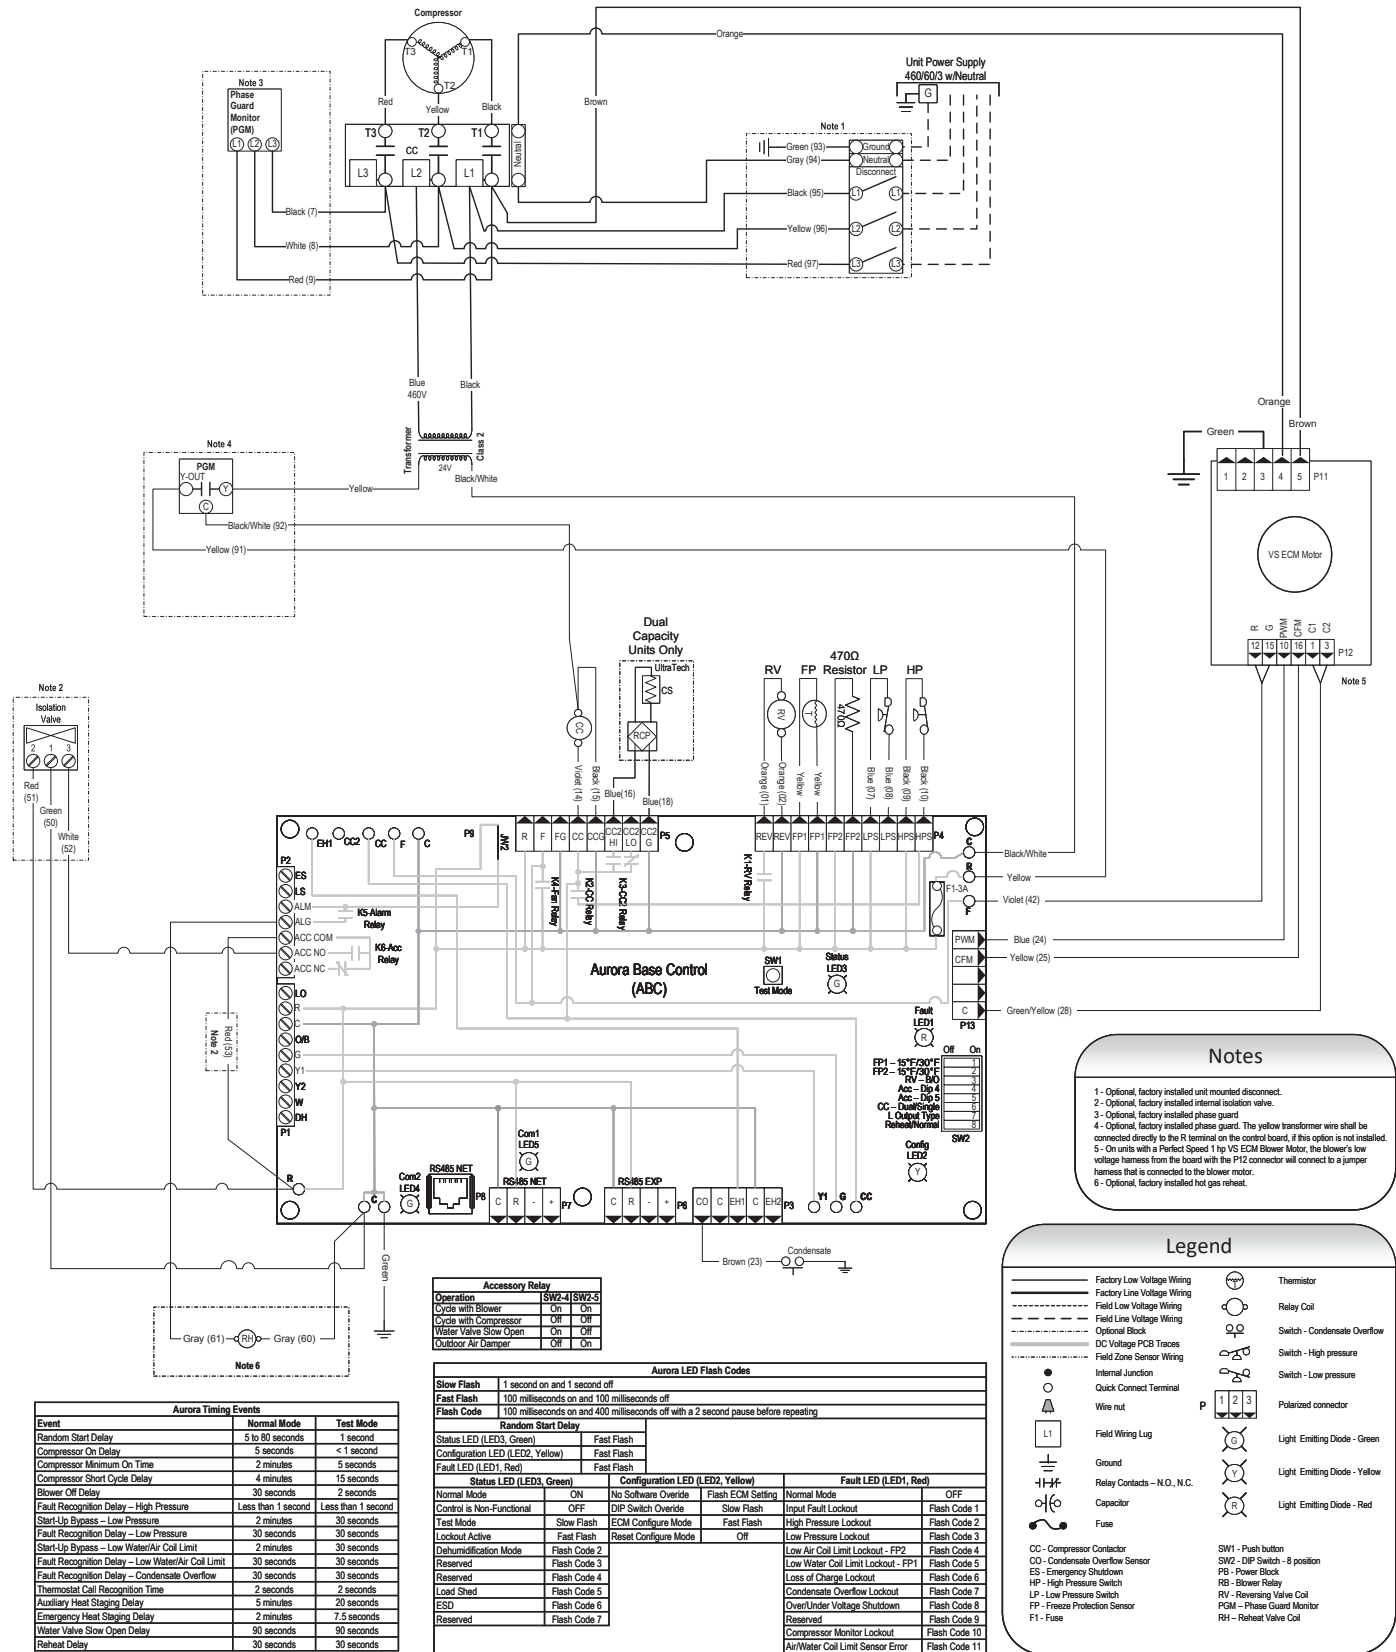 Compressor
T3
T1
T2
Red
Yellow
Black
T3
T2
T1
CC
L3
L2
L1
Neutral
Note 3
Phase
Guard
Monitor
(PGM)
L1 L2 L3
Black (7)
White (8)
Red (9)
Orange
Brown
Unit Power Supply
460/60/3 w/Neutral
G
Note 1
Green (93)
Ground
Gray (94)
Neutral
Disconnect
Black (95)
L1 L1
Yellow (96)
L2 L2
Red (97)
L3 L3
Blue
460V
Black
Transformer
Class 2
24V
Black/White
Yellow
Note 4
PGM
Y-OUT
Y
C
Black/White (92)
Yellow (91)
Orange
Brown
Green
1 2 3 4 5 P11
VS ECM Motor
R G PWM CFM C1 C2
12 15 10 16 1 3 P12
Note 5
Note 2
Isolation
Valve
2 1 3
Red
(51)
Green
(50)
White
(52)
Dual
Capacity
Units Only
UltraTech
CS
RCP
CC
Violet (14)
Black (15)
Blue(16)
Blue(18)
RV FP 470Ω Resistor LP HP
RV
T
470Ω
Orange (01)
Orange (02)
Yellow
Yellow
Blue (07)
Blue (08)
Black (09)
Black (10)
EH1 CC2 CC F C
P9
JW2
R F FG CC CCG CC2 HI CC2 LO CC2 G
P5
REV REV FP1 FP1 FP2 FP2 LPS LPS HPS HPS
P4
K4-Fan Relay
K2-CC Relay
K3-CC2 Relay
K1-RV Relay
C
R
F1-3A
F
Black/White
Yellow
Violet (42)
PWM
CFM
C
P13
Blue (24)
Yellow (25)
Green/Yellow (28)
P2
ES
LS
ALM
ALG
ACC COM
ACC NO
ACC NC
K5-Alarm
Relay
K6-Acc
Relay
LO
R
C
O/B
G
Y1
Y2
W
DH
P1
Red (53)
Note 2
R
C
Aurora Base Control
(ABC)
SW1
Test Mode
Status
LED3
G
Fault
LED1
R
Off On
FP1 – 15°F/30°F 1
FP2 – 15°F/30°F 2
RV – B/O 3
Acc – Dip 4 4
Acc – Dip 5 5
CC – Dual/Single 6
L Output Type 7
Reheat/Normal 8
SW2
Config
LED2
Y
Com1
LED5
G
Com2
LED4
G
RS485 NET
P8
RS485 NET
C R - +
P7
RS485 EXP
C R - +
P6
CO C EH1 C EH2
P3
Y1 G CC
Green
Brown (23)
Condensate
Gray (61)
RH
Gray (60)
Note 6
Notes
1 - Optional, factory installed unit mounted disconnect.
2 - Optional, factory installed internal isolation valve.
3 - Optional, factory installed phase guard
4 - Optional, factory installed phase guard. The yellow transformer wire shall be
connected directly to the R terminal on the control board, if this option is not installed.
5 - On units with a Perfect Speed 1 hp VS ECM Blower Motor, the blower's low
voltage harness from the board with the P12 connector will connect to a jumper
harness that is connected to the blower motor.
6 - Optional, factory installed hot gas reheat.
Legend
Factory Low Voltage Wiring
Factory Line Voltage Wiring
Field Low Voltage Wiring
Field Line Voltage Wiring
Optional Block
DC Voltage PCB Traces
Field Zone Sensor Wiring
Internal Junction
Quick Connect Terminal
Wire nut
L1 Field Wiring Lug
Ground
Relay Contacts – N.O., N.C.
Capacitor
Fuse
Thermistor
Relay Coil
Switch - Condensate Overflow
Switch - High pressure
Switch - Low pressure
P 1 2 3 Polarized connector
G Light Emitting Diode - Green
Y Light Emitting Diode - Yellow
R Light Emitting Diode - Red
CC - Compressor Contactor
CO - Condensate Overflow Sensor
ES - Emergency Shutdown
HP - High Pressure Switch
LP - Low Pressure Switch
FP - Freeze Protection Sensor
F1 - Fuse
SW1 - Push button
SW2 - DIP Switch - 8 position
PB - Power Block
RB - Blower Relay
RV - Reversing Valve Coil
PGM – Phase Guard Monitor
RH – Reheat Valve Coil
Accessory Relay
Operation SW2-4 SW2-5
Cycle with Blower On On
Cycle with Compressor Off Off
Water Valve Slow Open On Off
Outdoor Air Damper Off On
Aurora Timing Events
Event Normal Mode Test Mode
Random Start Delay 5 to 80 seconds 1 second
Compressor On Delay 5 seconds < 1 second
Compressor Minimum On Time 2 minutes 5 seconds
Compressor Short Cycle Delay 4 minutes 15 seconds
Blower Off Delay 30 seconds 2 seconds
Fault Recognition Delay – High Pressure Less than 1 second Less than 1 second
Start-Up Bypass – Low Pressure 2 minutes 30 seconds
Fault Recognition Delay – Low Pressure 30 seconds 30 seconds
Start-Up Bypass – Low Water/Air Coil Limit 2 minutes 30 seconds
Fault Recognition Delay – Low Water/Air Coil Limit 30 seconds 30 seconds
Fault Recognition Delay – Condensate Overflow 30 seconds 30 seconds
Thermostat Call Recognition Time 2 seconds 2 seconds
Auxiliary Heat Staging Delay 5 minutes 20 seconds
Emergency Heat Staging Delay 2 minutes 7.5 seconds
Water Valve Slow Open Delay 90 seconds 90 seconds
Reheat Delay 30 seconds 30 seconds
Aurora LED Flash Codes
Slow Flash 1 second on and 1 second off
Fast Flash 100 milliseconds on and 100 milliseconds off
Flash Code 100 milliseconds on and 400 milliseconds off with a 2 second pause before repeating
Random Start Delay
Status LED (LED3, Green) Fast Flash
Configuration LED (LED2, Yellow) Fast Flash
Fault LED (LED1, Red) Fast Flash
Status LED (LED3, Green) Configuration LED (LED2, Yellow) Fault LED (LED1, Red)
Normal Mode ON No Software Overide Flash ECM Setting Normal Mode OFF
Control is Non-Functional OFF DIP Switch Overide Slow Flash Input Fault Lockout Flash Code 1
Test Mode Slow Flash ECM Configure Mode Fast Flash High Pressure Lockout Flash Code 2
Lockout Active Fast Flash Reset Configure Mode Off Low Pressure Lockout Flash Code 3
Dehumidification Mode Flash Code 2 Low Air Coil Limit Lockout - FP2 Flash Code 4
Reserved Flash Code 3 Low Water Coil Limit Lockout - FP1 Flash Code 5
Reserved Flash Code 4 Loss of Charge Lockout Flash Code 6
Load Shed Flash Code 5 Condensate Overflow Lockout Flash Code 7
ESD Flash Code 6 Over/Under Voltage Shutdown Flash Code 8
Reserved Flash Code 7 Reserved Flash Code 9
Compressor Monitor Lockout Flash Code 10
Air/Water Coil Limit Sensor Error Flash Code 11